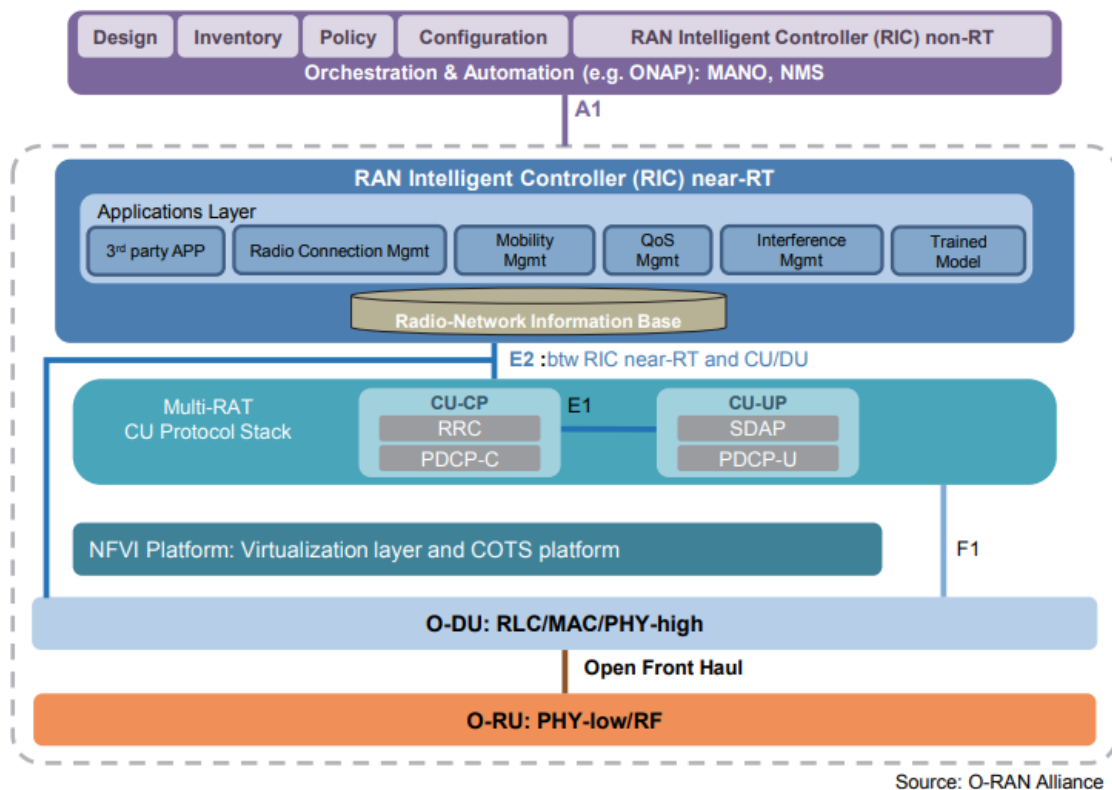 Design Inventory Policy Configuration RAN Intelligent Controller (RIC) non-RT
Orchestration & Automation (e.g. ONAP): MANO, NMS
A1
RAN Intelligent Controller (RIC) near-RT
Applications Layer
3rd party APP
Radio Connection Mgmt
Mobility
Mgmt
QoS
Mgmt
Interference
Mgmt
Trained
Model
Radio-Network Information Base
E2 :btw RIC near-RT and CU/DU
Multi-RAT
CU Protocol Stack
CU-CP
RRC
PDCP-C
E1
CU-UP
SDAP
PDCP-U
NFVI Platform: Virtualization layer and COTS platform
F1
O-DU: RLC/MAC/PHY-high
Open Front Haul
O-RU: PHY-low/RF
Source: O-RAN Alliance